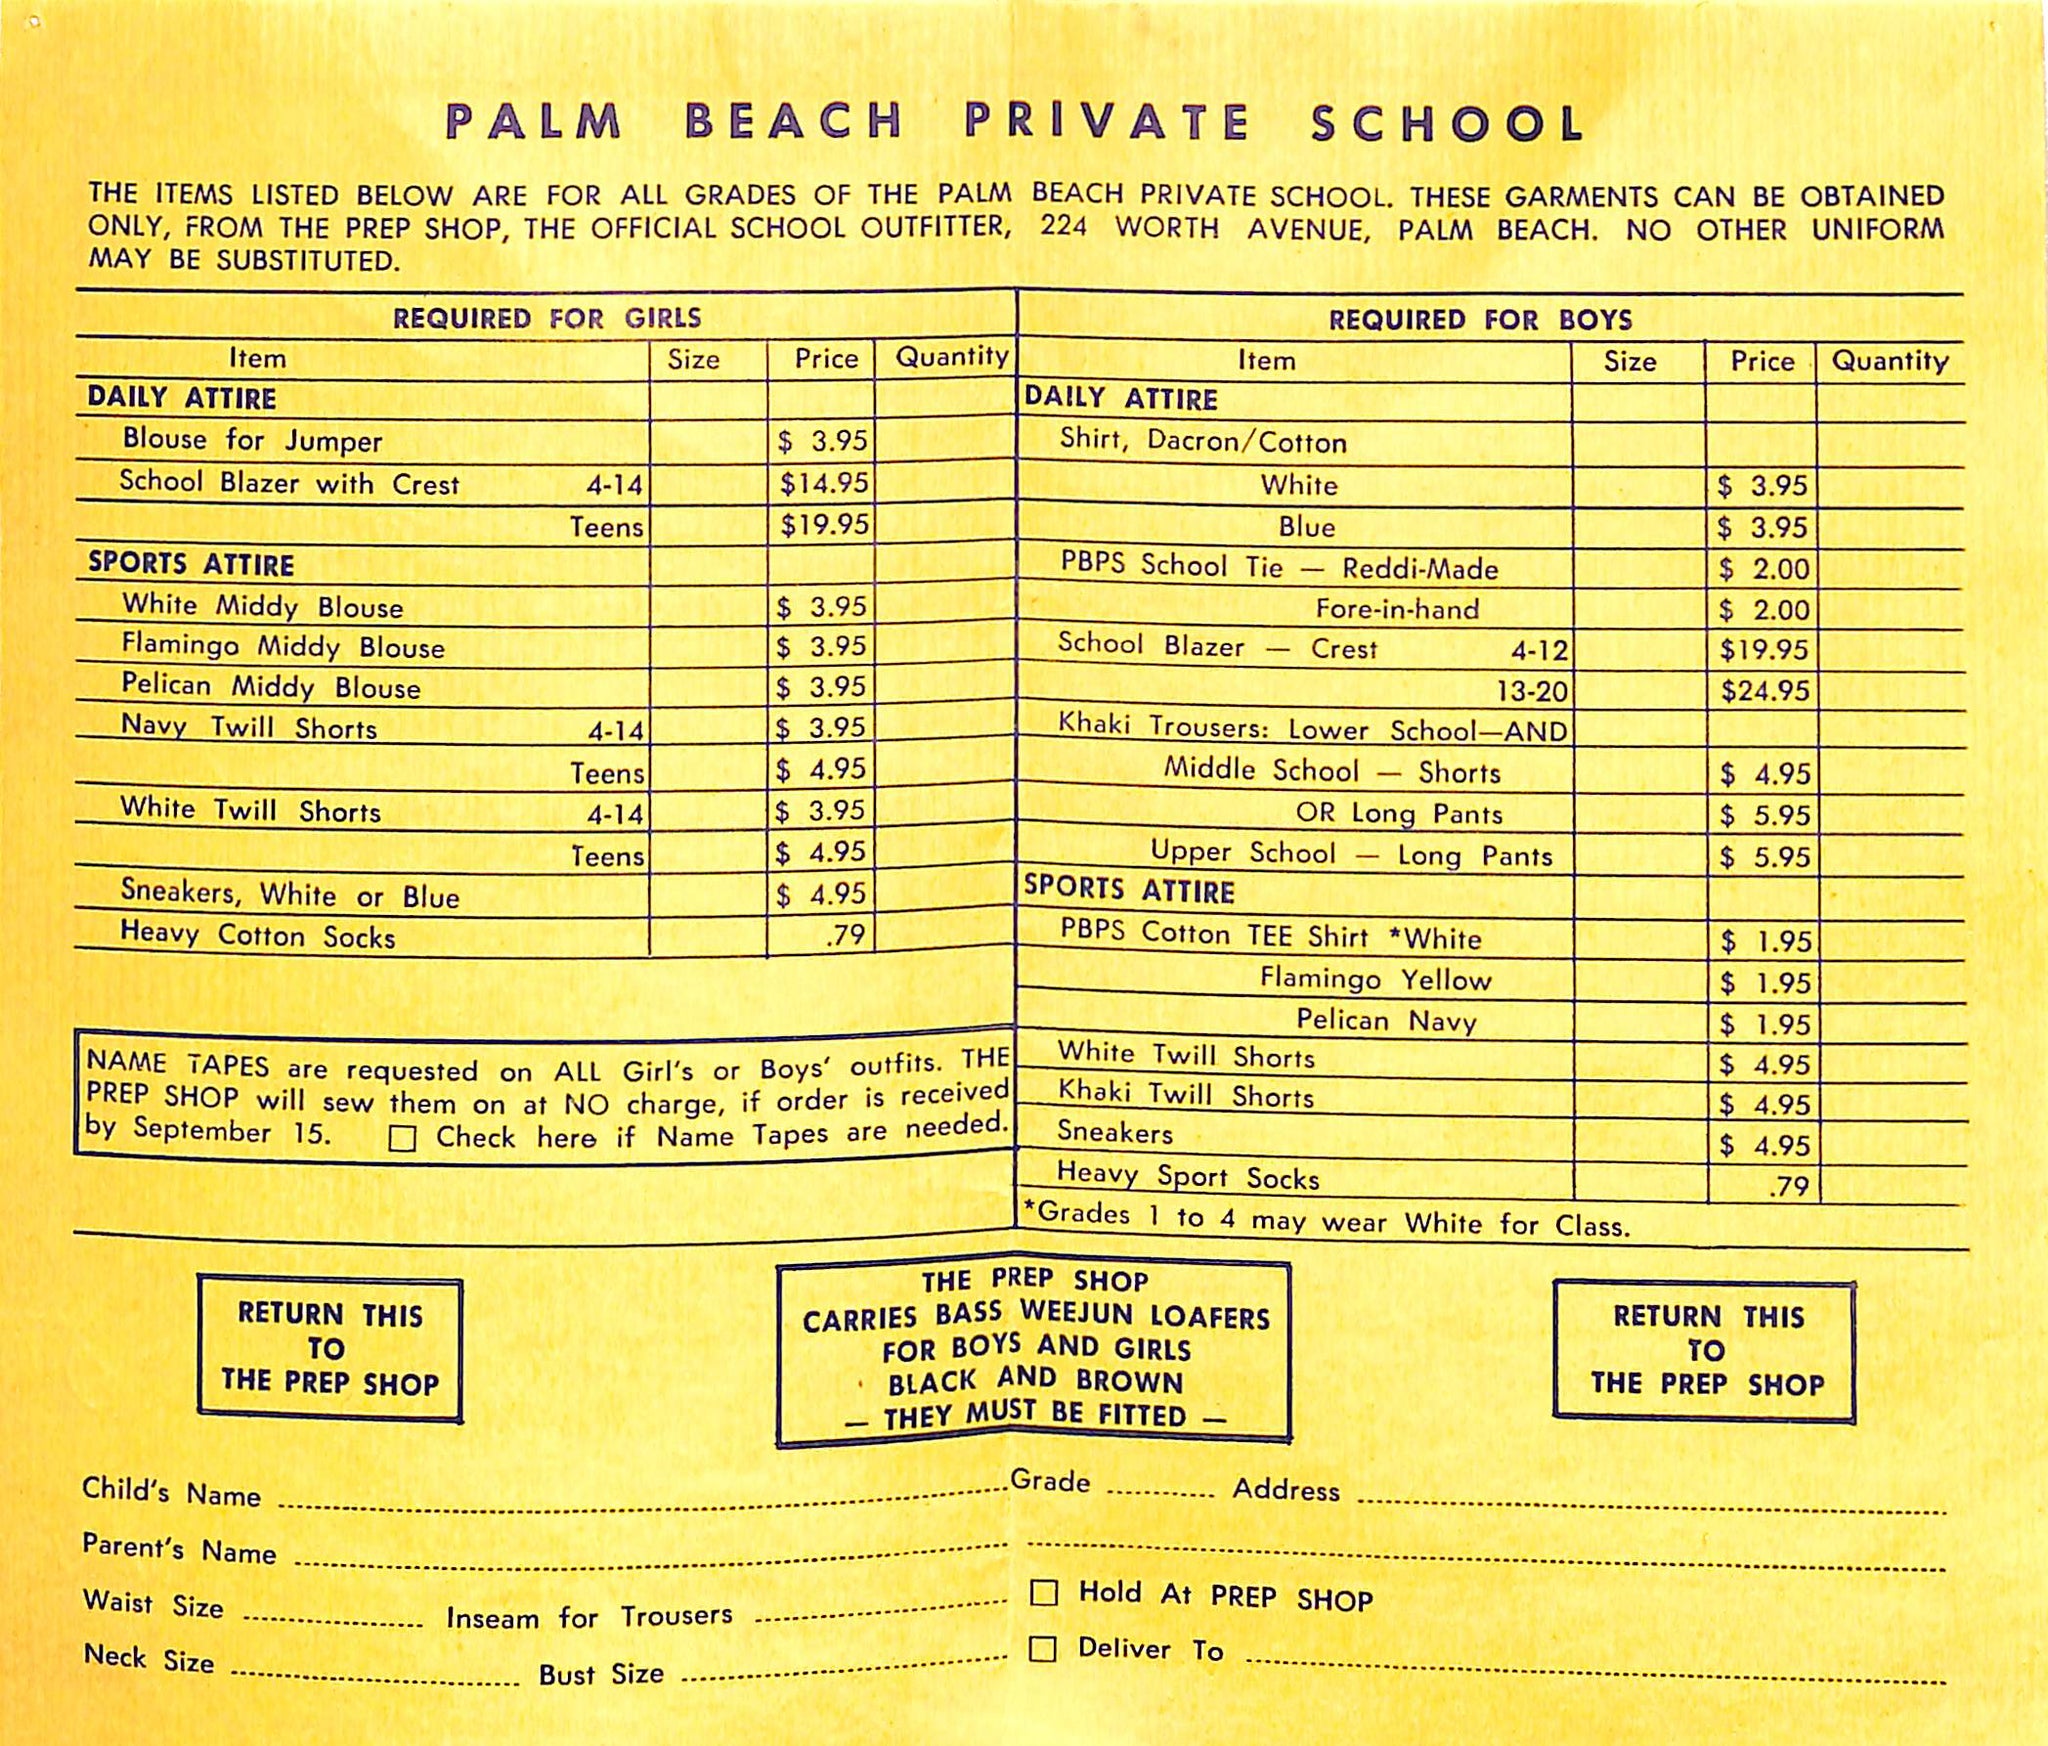 PALM BEACH PRIVATE SCHOOL
THE ITEMS LISTED BELOW ARE FOR ALL GRADES OF THE PALM BEACH PRIVATE SCHOOL. THESE GARMENTS CAN BE OBTAINED
ONLY, FROM THE PREP SHOP, THE OFFICIAL SCHOOL OUTFITTER, 224 WORTH AVENUE, PALM BEACH. NO OTHER UNIFORM
MAY BE SUBSTITUTED.
REQUIRED FOR GIRLS
Item Size Price Quantity
DAILY ATTIRE
Blouse for Jumper $ 3.95
School Blazer with Crest 4-14 $14.95
Teens $19.95
SPORTS ATTIRE
White Middy Blouse $ 3.95
Flamingo Middy Blouse $ 3.95
Pelican Middy Blouse $ 3.95
Navy Twill Shorts 4-14 $ 3.95
Teens $ 4.95
White Twill Shorts 4-14 $ 3.95
Teens $ 4.95
Sneakers, White or Blue $ 4.95
Heavy Cotton Socks .79
NAME TAPES are requested on ALL Girl's or Boys' outfits. THE
PREP SHOP will sew them on at NO charge, if order is received
by September 15. ☐ Check here if Name Tapes are needed.
REQUIRED FOR BOYS
Item Size Price Quantity
DAILY ATTIRE
Shirt, Dacron/Cotton
White $ 3.95
Blue $ 3.95
PBPS School Tie — Reddi-Made $ 2.00
Fore-in-hand $ 2.00
School Blazer — Crest 4-12 $19.95
13-20 $24.95
Khaki Trousers: Lower School—AND
Middle School — Shorts $ 4.95
OR Long Pants $ 5.95
Upper School — Long Pants $ 5.95
SPORTS ATTIRE
PBPS Cotton TEE Shirt *White $ 1.95
Flamingo Yellow $ 1.95
Pelican Navy $ 1.95
White Twill Shorts $ 4.95
Khaki Twill Shorts $ 4.95
Sneakers $ 4.95
Heavy Sport Socks .79
*Grades 1 to 4 may wear White for Class.
RETURN THIS
TO
THE PREP SHOP
THE PREP SHOP
CARRIES BASS WEEJUN LOAFERS
FOR BOYS AND GIRLS
BLACK AND BROWN
— THEY MUST BE FITTED —
RETURN THIS
TO
THE PREP SHOP
Child's Name Grade Address
Parent's Name
Waist Size Inseam for Trousers ☐ Hold At PREP SHOP
Neck Size Bust Size ☐ Deliver To